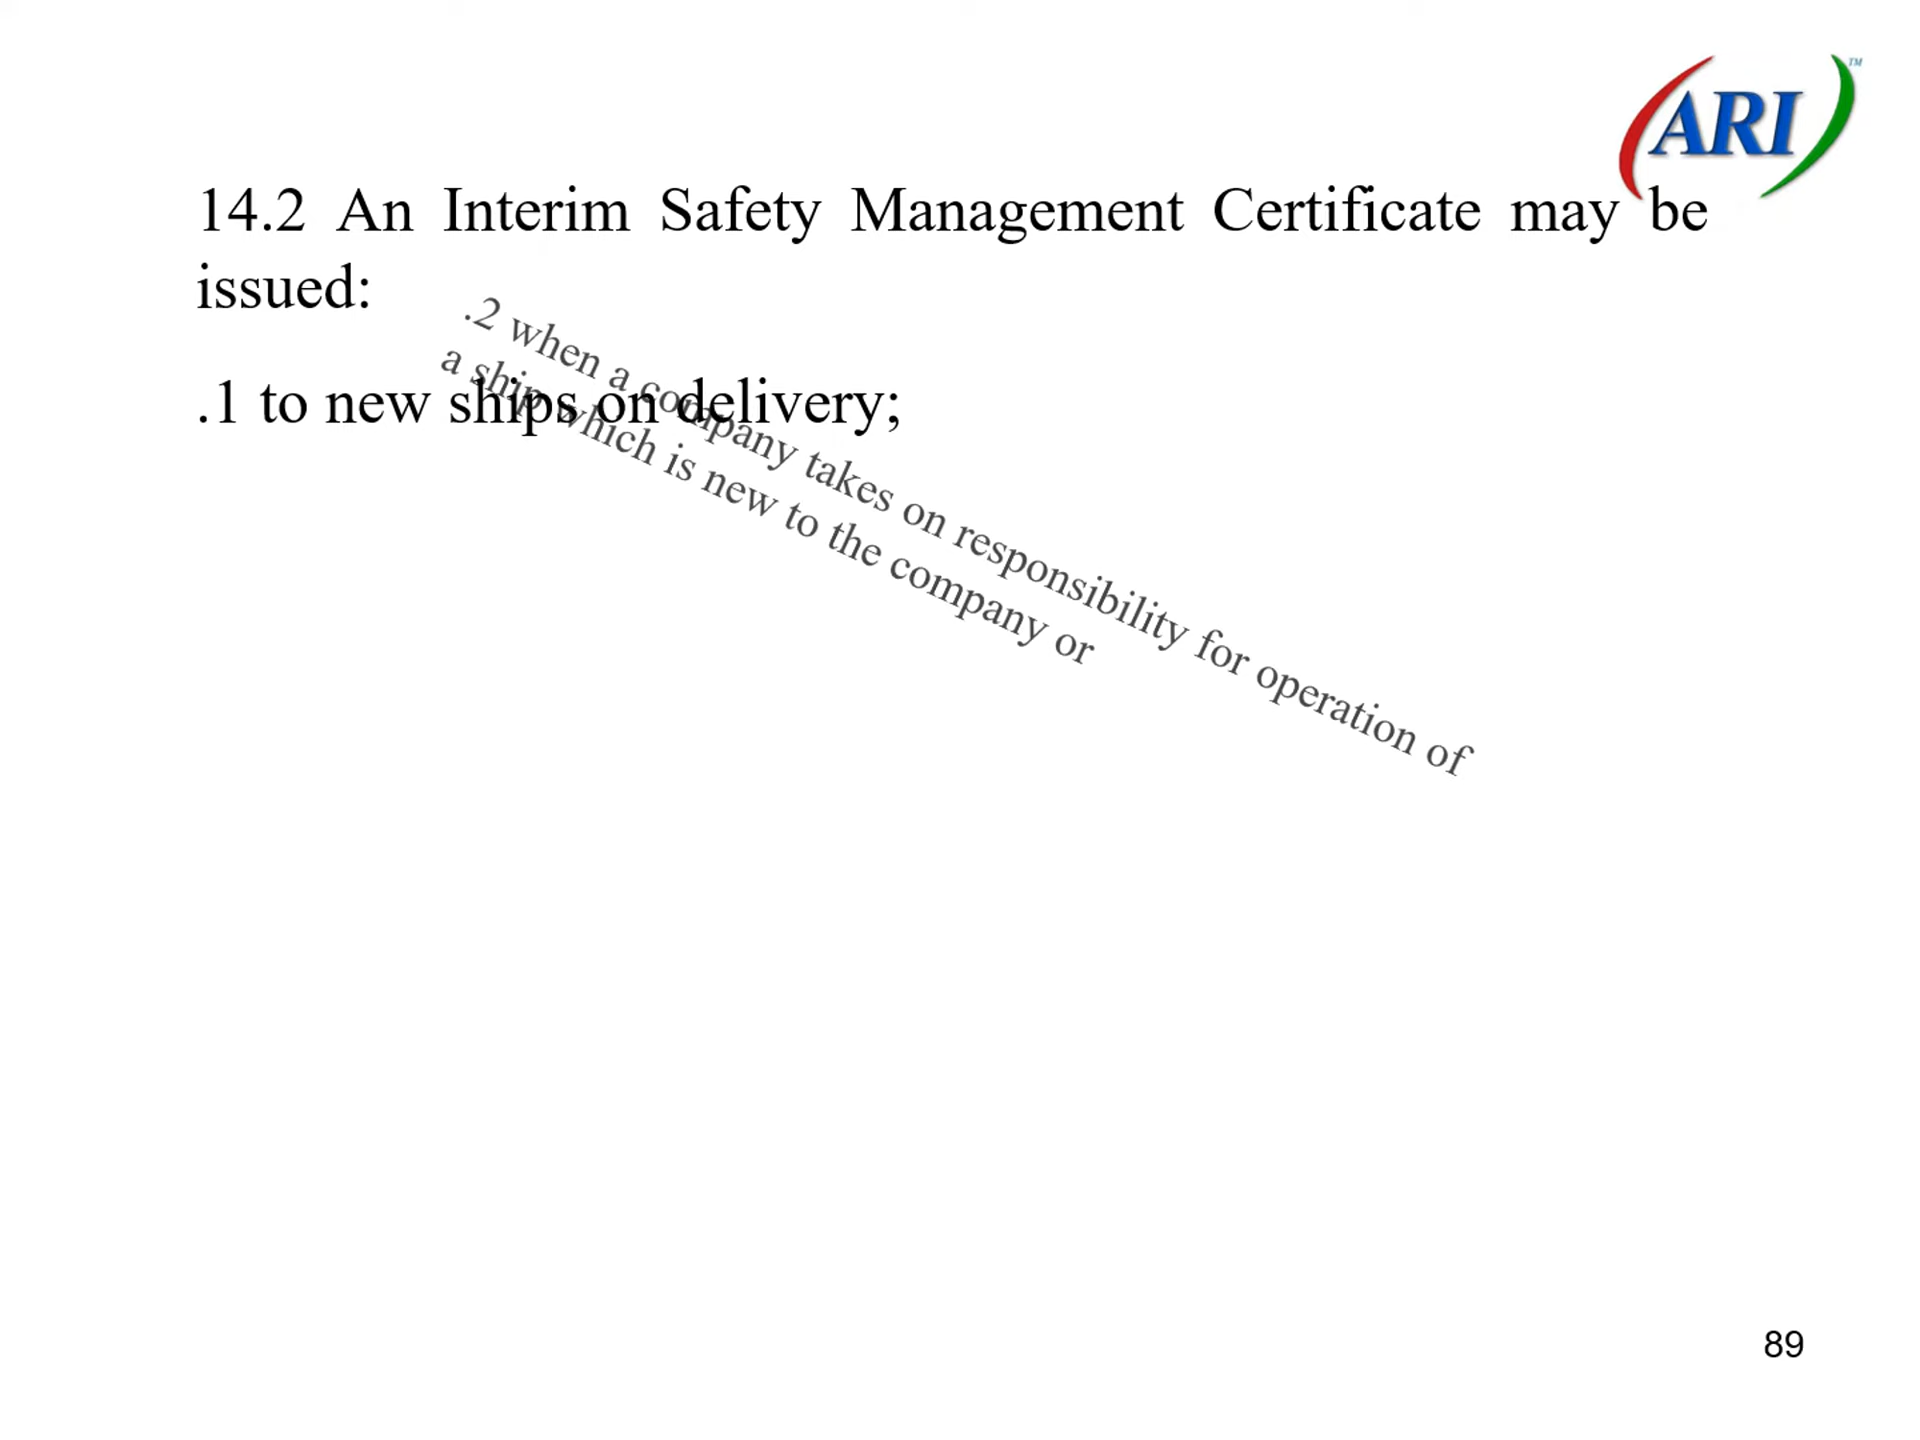 ARI™
14.2 An Interim Safety Management Certificate may be
issued:
.1 to new ships on delivery;
.2 when a company takes on responsibility for operation of
a ship which is new to the company or
89